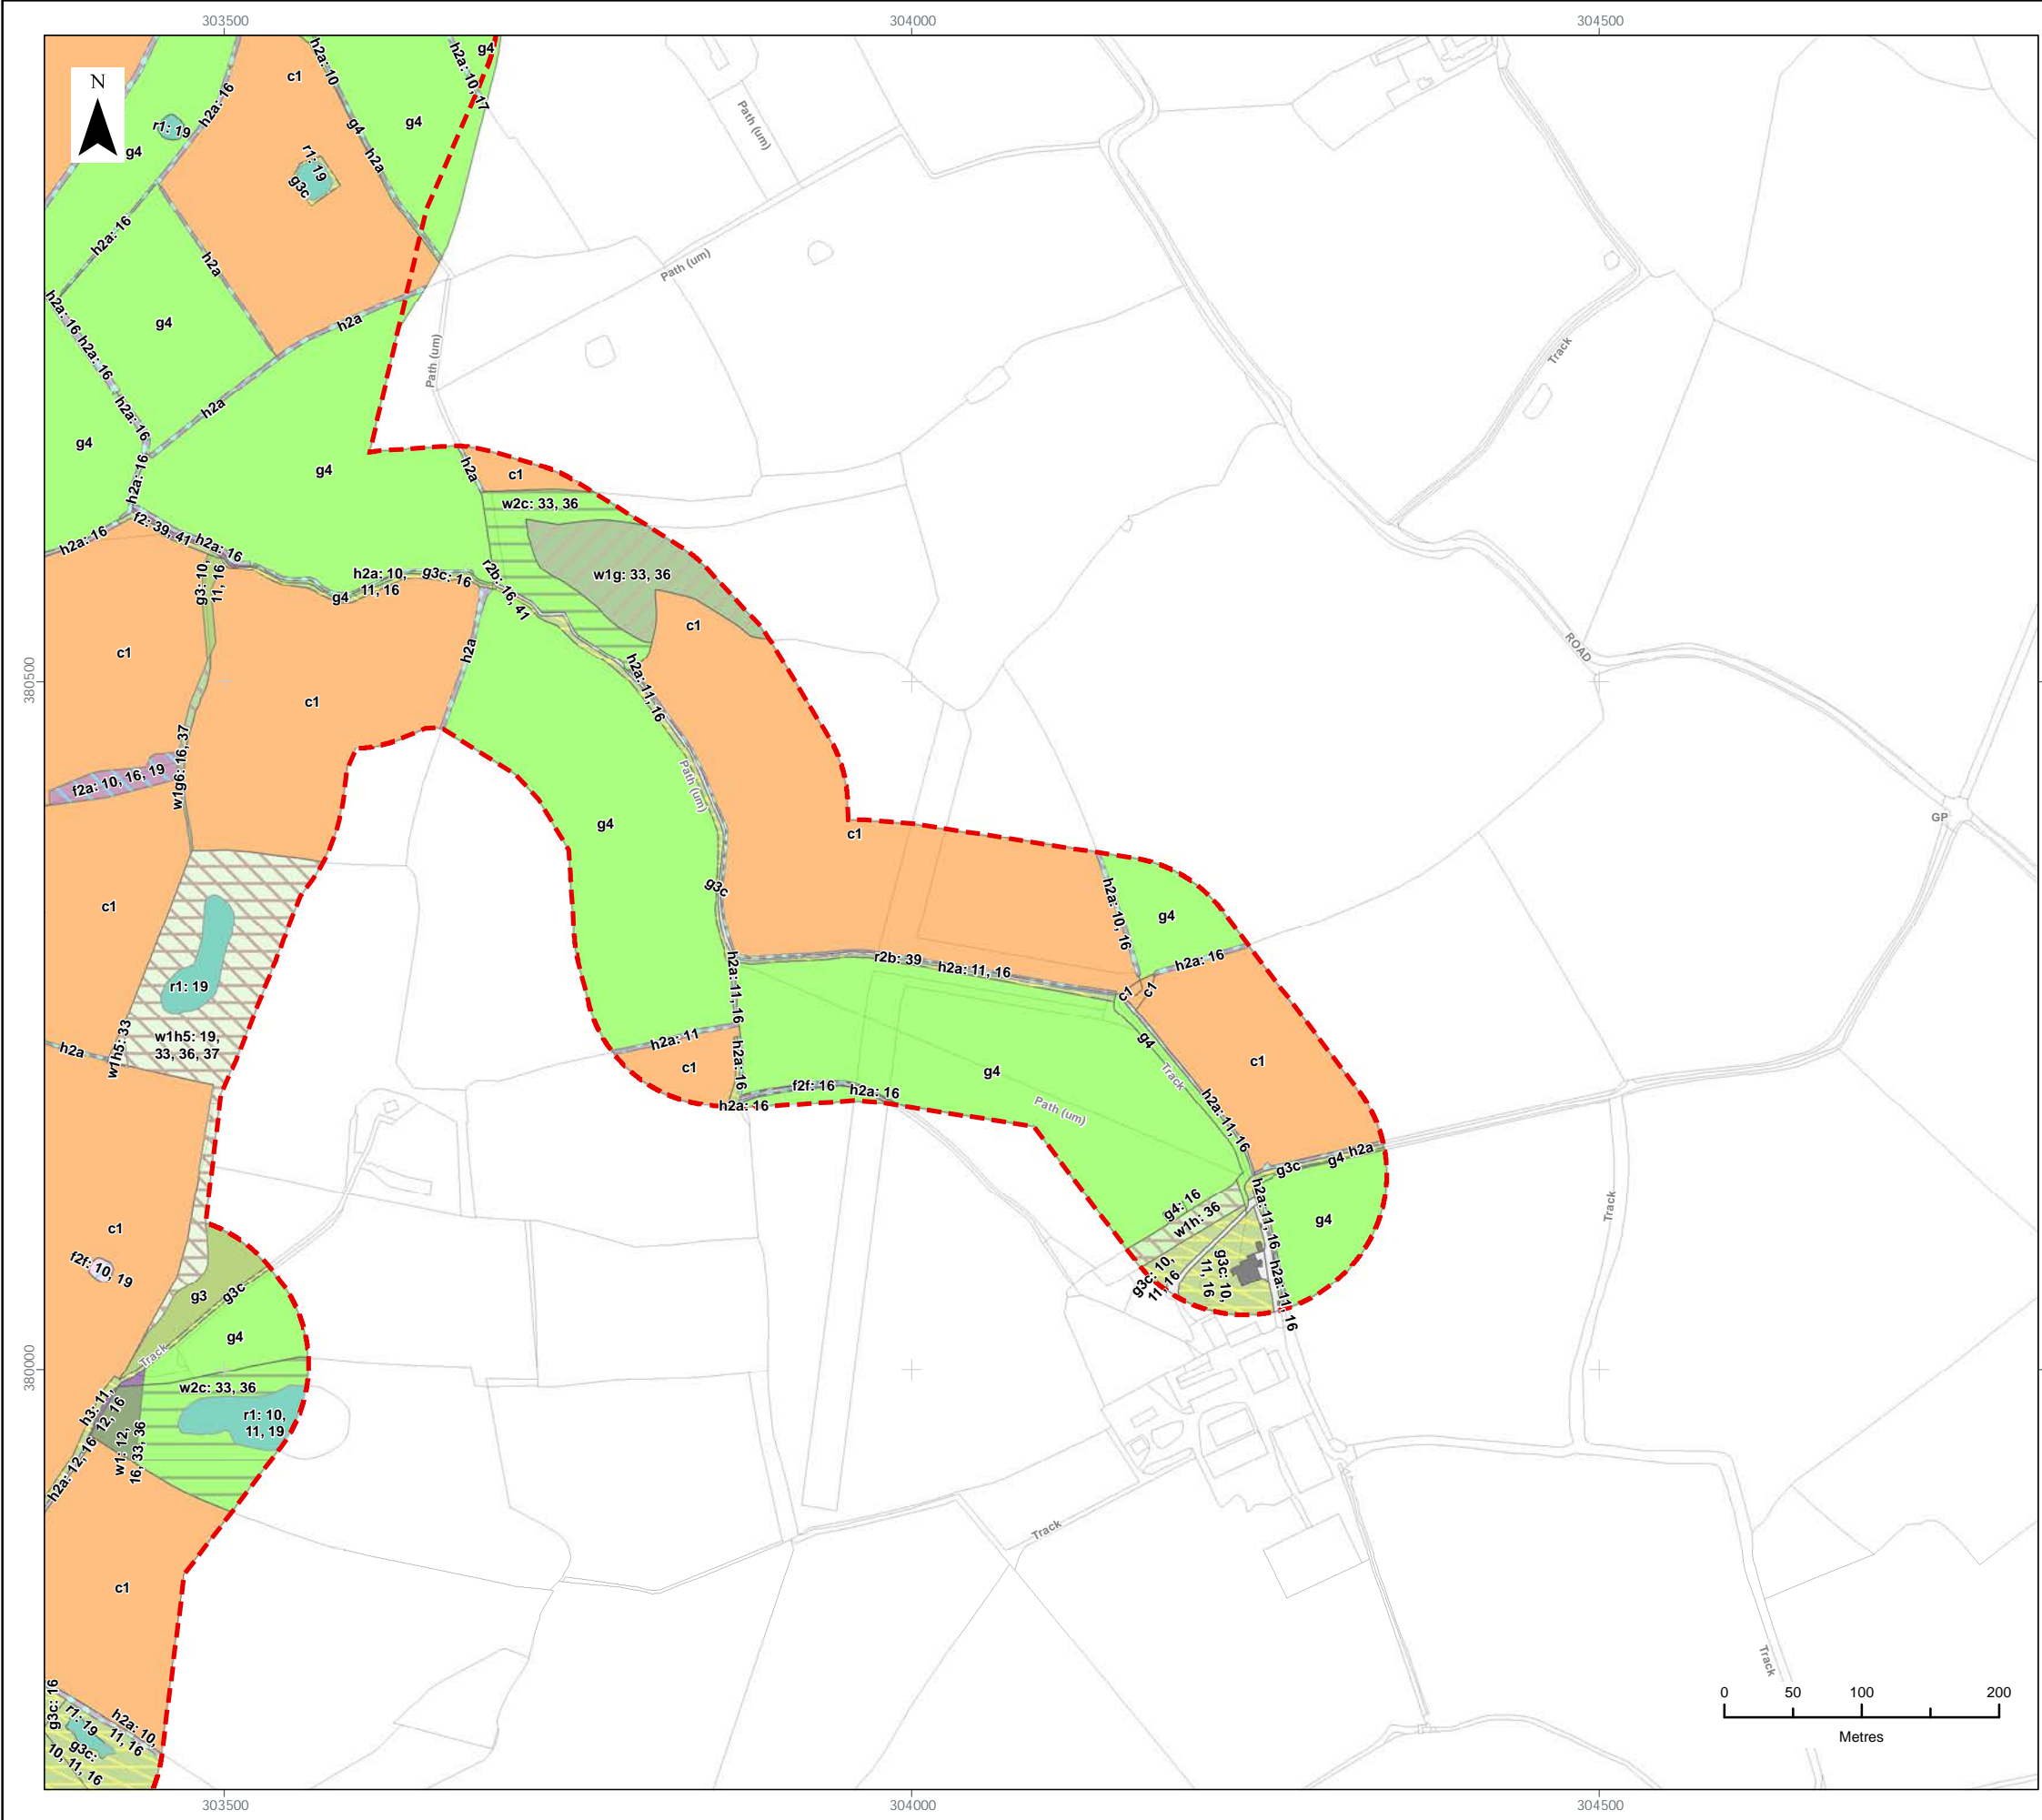 303500
304000
304500
N
h2a: 10
h2a: 10, 17
g4
c1
h2a: 16
r1: 19
g4
g4
g4
r1: 19
g3c
h2a
Path (um)
h2a: 16
h2a
g4
h2a
Path (um)
Path (um)
Track
h2a: 16
h2a: 16
h2a: 16
h2a
g4
g4
h2a: 16
h2a
c1
w2c: 33, 36
f2: 39, 41
h2a: 16
h2a: 16
g3: 10,
11, 16
h2a: 10,
11, 16
g3c: 16
g4
r2b: 16, 41
w1g: 33, 36
c1
c1
h2a
h2a: 11, 16
ROAD
380500
c1
w1g6: 16, 37
f2a: 10, 16, 19
Path (um)
g4
c1
GP
g3c
c1
h2a: 10, 16
g4
r2b: 39
h2a: 11, 16
h2a: 16
h2a: 11, 16
c1
c1
r1: 19
w1h5: 19,
33, 36, 37
w1h5: 33
h2a
h2a: 11
c1
h2a: 16
f2f: 16
h2a: 16
h2a: 16
g4
Path (um)
g4
Track
c1
h2a: 11, 16
g3c
g4
h2a
g4: 16
w1h: 36
h2a: 11, 16
g4
g3c: 10,
11, 16
g3c: 10,
11, 16
h2a: 11, 16
Track
c1
f2f: 10, 19
g3
g3c
g4
Track
380000
w2c: 33, 36
h3: 11,
12, 16
w1: 12,
16, 33, 36
r1: 10,
11, 19
h2a: 12, 16
Track
c1
Track
g3c: 16
r1: 19
h2a: 10,
11, 16
g3c:
10, 11, 16
0
50
100
200
Metres
303500
304000
304500